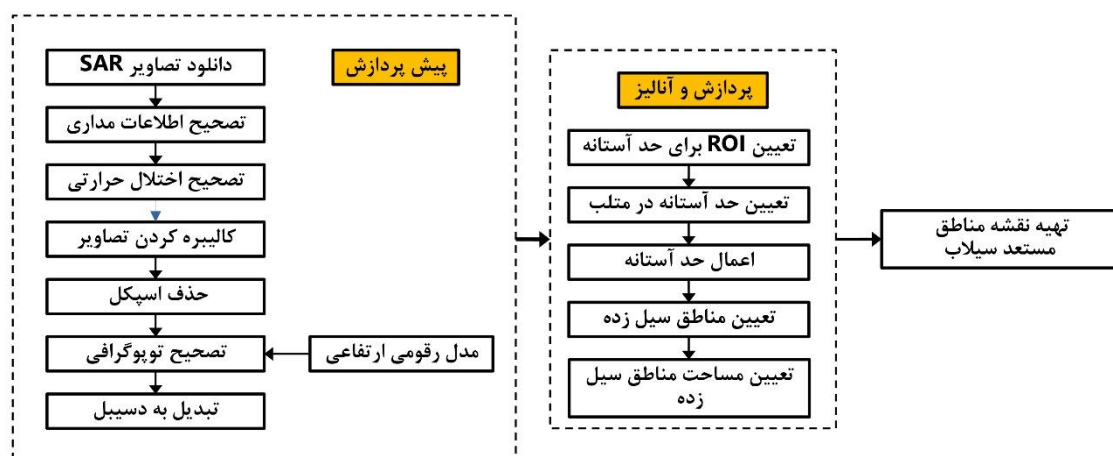 پیش پردازش
دانلود تصاویر SAR
تصحیح اطلاعات مداری
تصحیح اختلال حرارتی
کالیبره کردن تصاویر
حذف اسپکل
تصحیح توپوگرافی
مدل رقومی ارتفاعی
تبدیل به دسیبل
پردازش و آنالیز
تعیین ROI برای حد آستانه
تعیین حد آستانه در متلب
اعمال حد آستانه
تعیین مناطق سیل زده
تعیین مساحت مناطق سیل
زده
تهیه نقشه مناطق
مستعد سیلاب